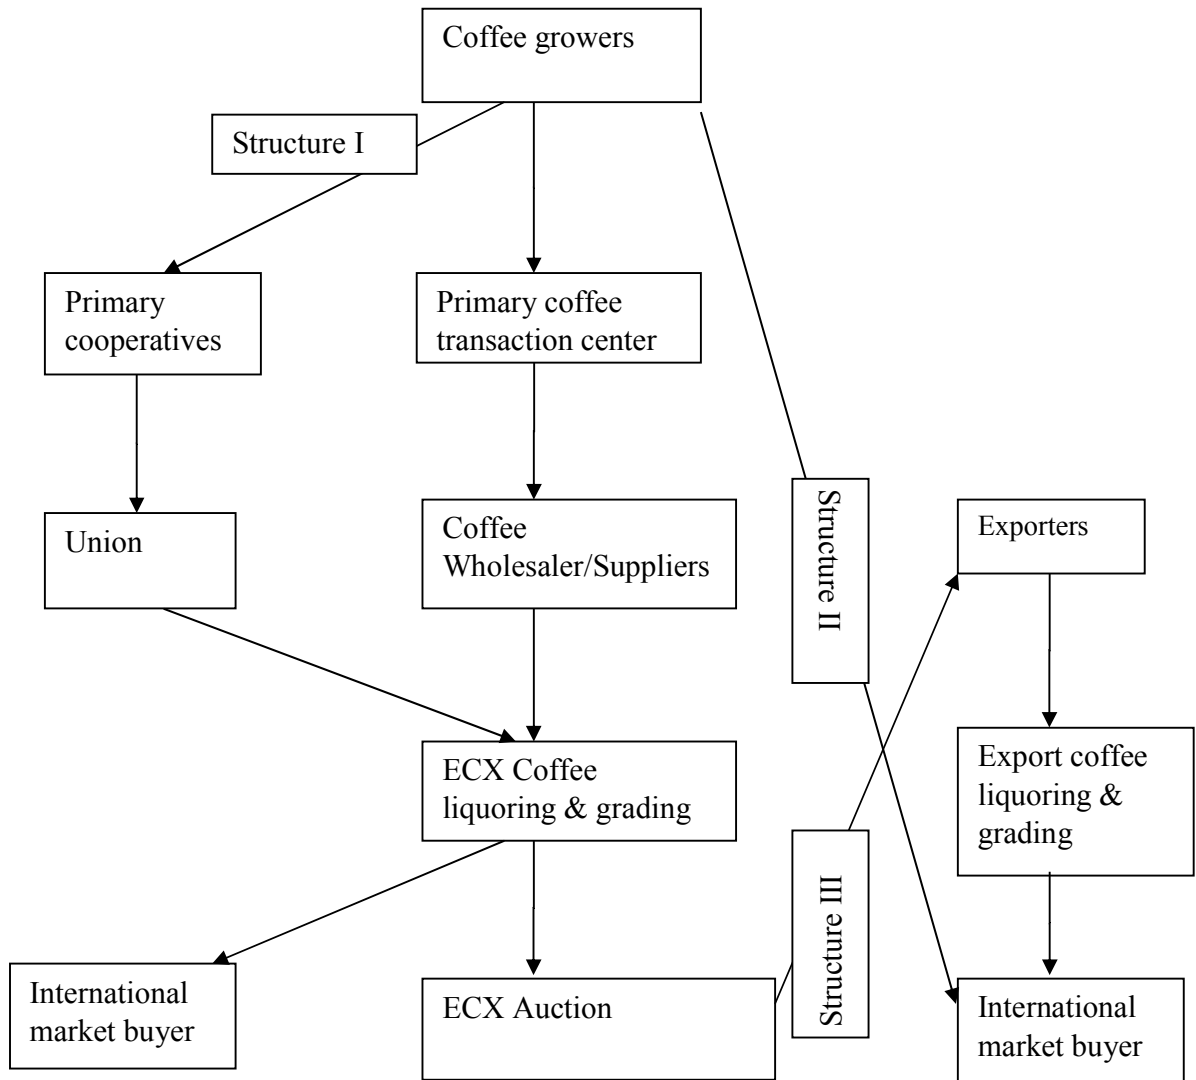 Coffee growers
Structure I
Primary
cooperatives
Primary coffee
transaction center
Union
Coffee
Wholesaler/Suppliers
Structure II
Exporters
ECX Coffee
liquoring & grading
Export coffee
liquoring &
grading
Structure III
International
market buyer
ECX Auction
International
market buyer